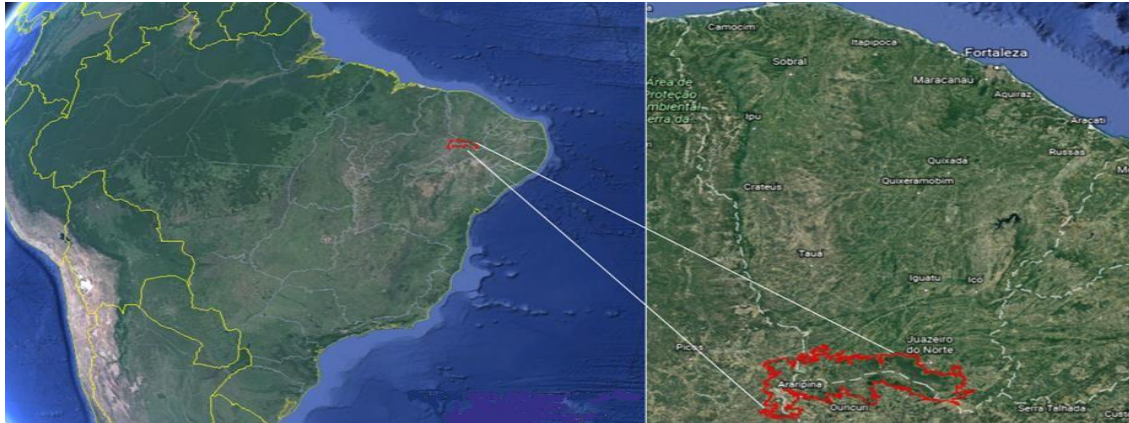 Camocim
Itapipoca
Fortaleza
Sobral
Maracanaú
Área de
Proteção
Ambiental
Aquiraz
Ipu
Aracati
Russas
Quixadá
Crateús
Quixeramobim
Tauá
Iguatu
Icó
Picos
Juazeiro
do Norte
Araripina
Ouricuri
Serra Talhada